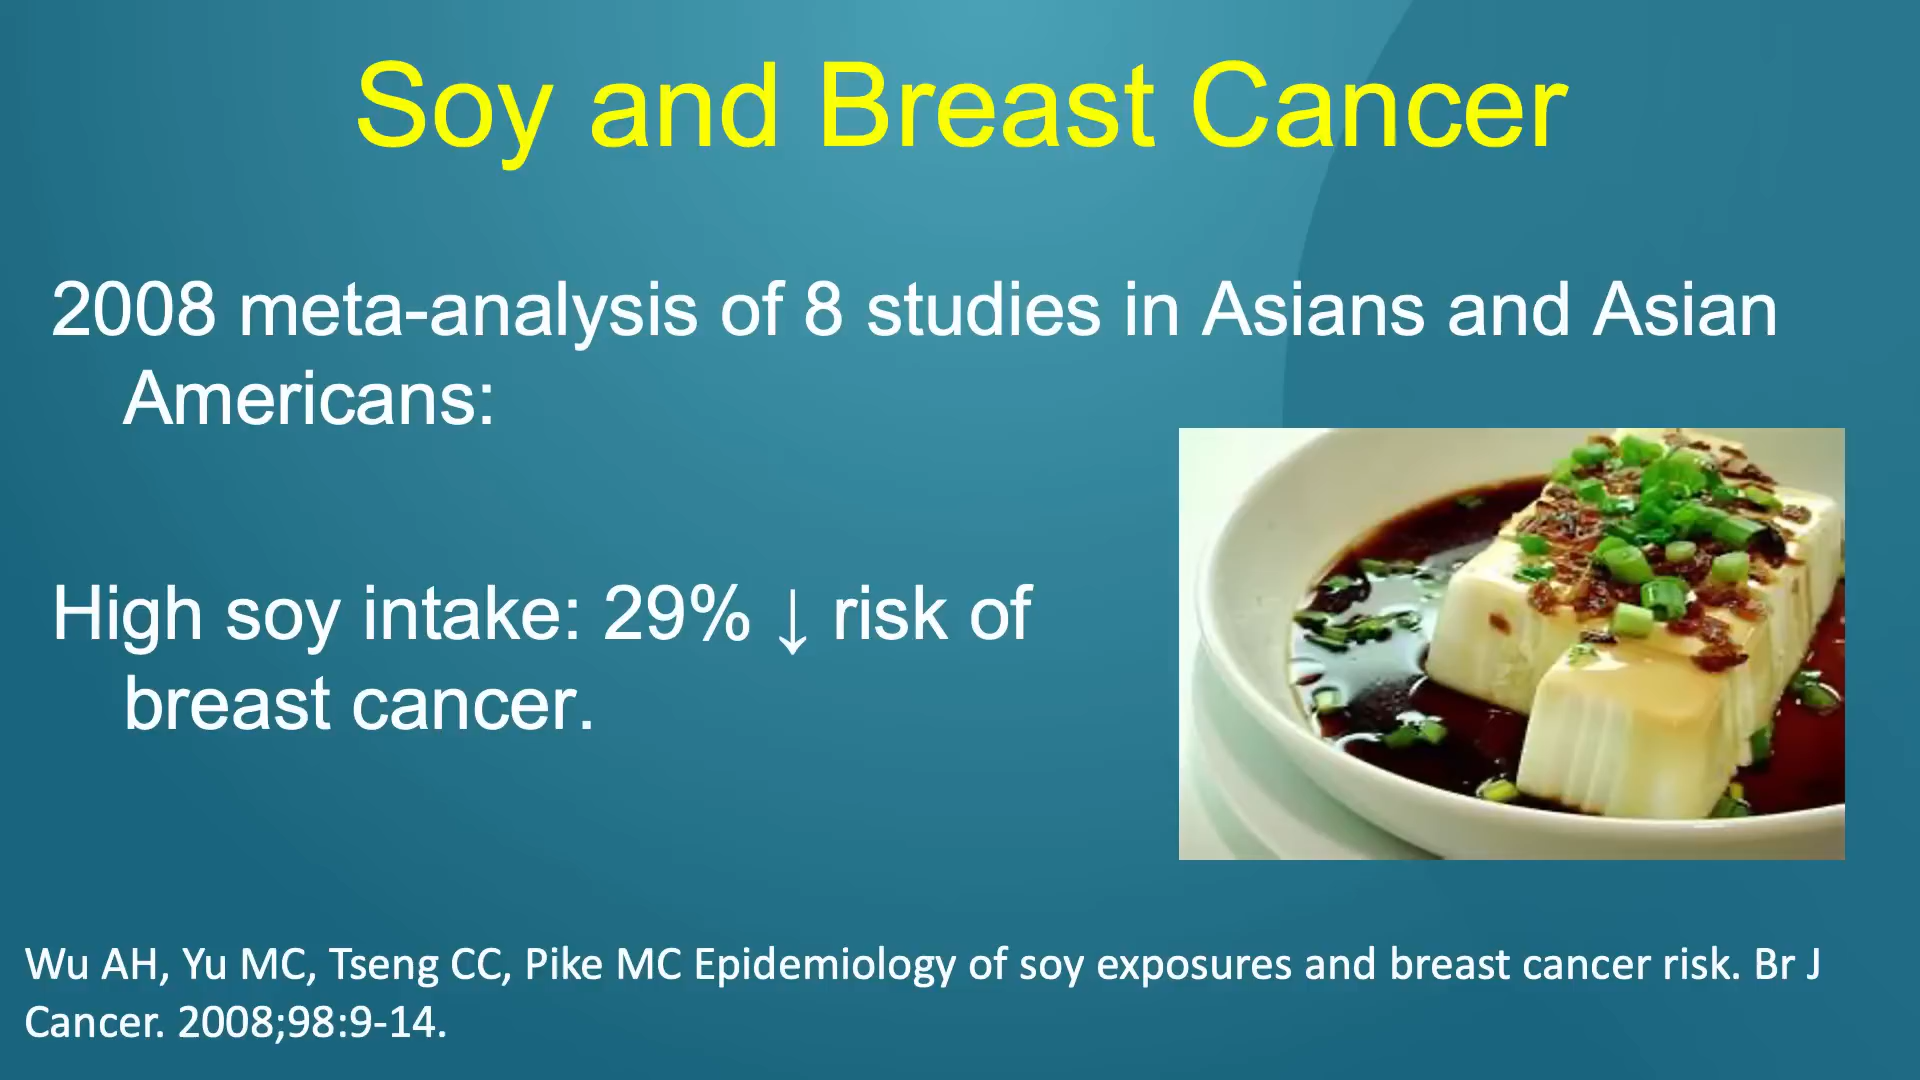 Soy and Breast Cancer
2008 meta-analysis of 8 studies in Asians and Asian
Americans:
High soy intake: 29% ↓ risk of
breast cancer.
Wu AH, Yu MC, Tseng CC, Pike MC Epidemiology of soy exposures and breast cancer risk. Br J
Cancer. 2008;98:9-14.